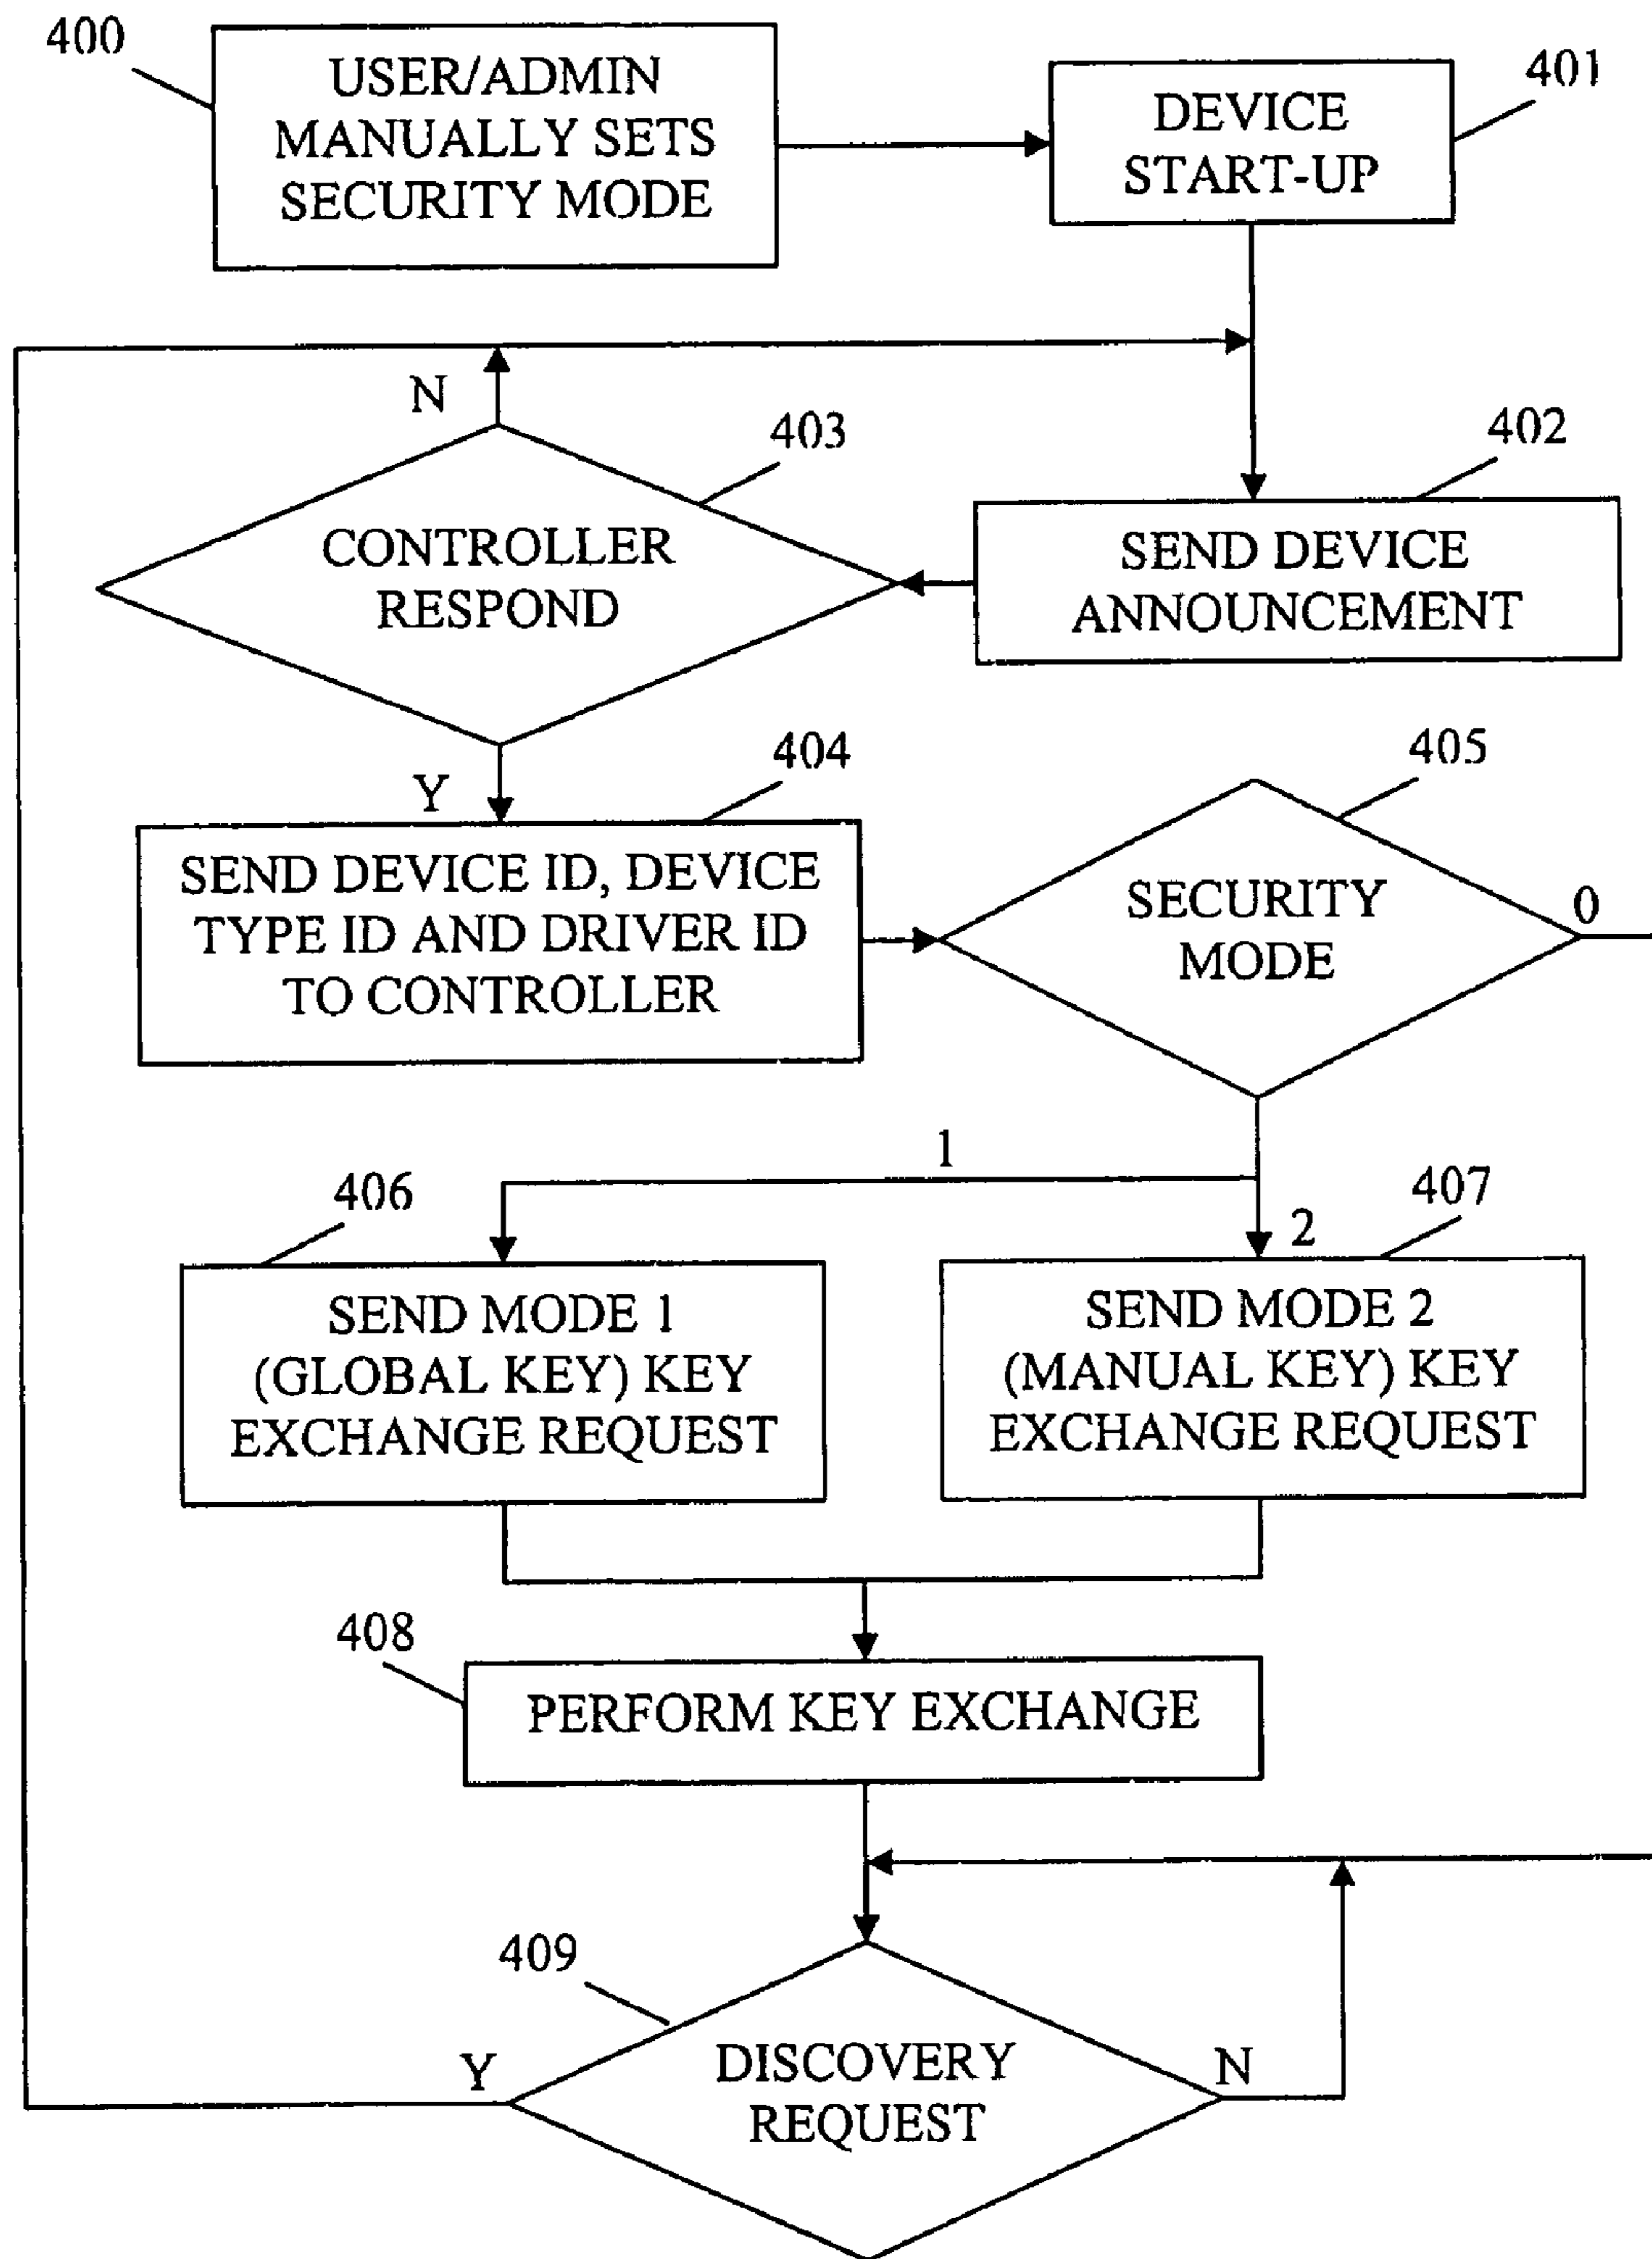 400
USER/ADMIN
MANUALLY SETS
SECURITY MODE
401
DEVICE
START-UP
N
403
CONTROLLER
RESPOND
402
SEND DEVICE
ANNOUNCEMENT
Y
404
SEND DEVICE ID, DEVICE
TYPE ID AND DRIVER ID
TO CONTROLLER
405
SECURITY
MODE
0
1
2
406
SEND MODE 1
(GLOBAL KEY) KEY
EXCHANGE REQUEST
407
SEND MODE 2
(MANUAL KEY) KEY
EXCHANGE REQUEST
408
PERFORM KEY EXCHANGE
409
DISCOVERY
REQUEST
Y
N